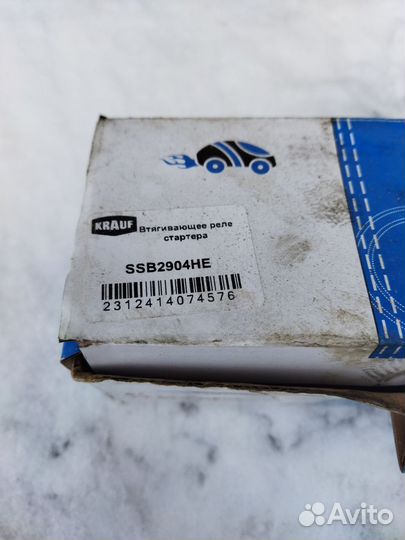 KRAUF
Втягивающее реле
стартера
SSB2904HE
2312414074576
Avito